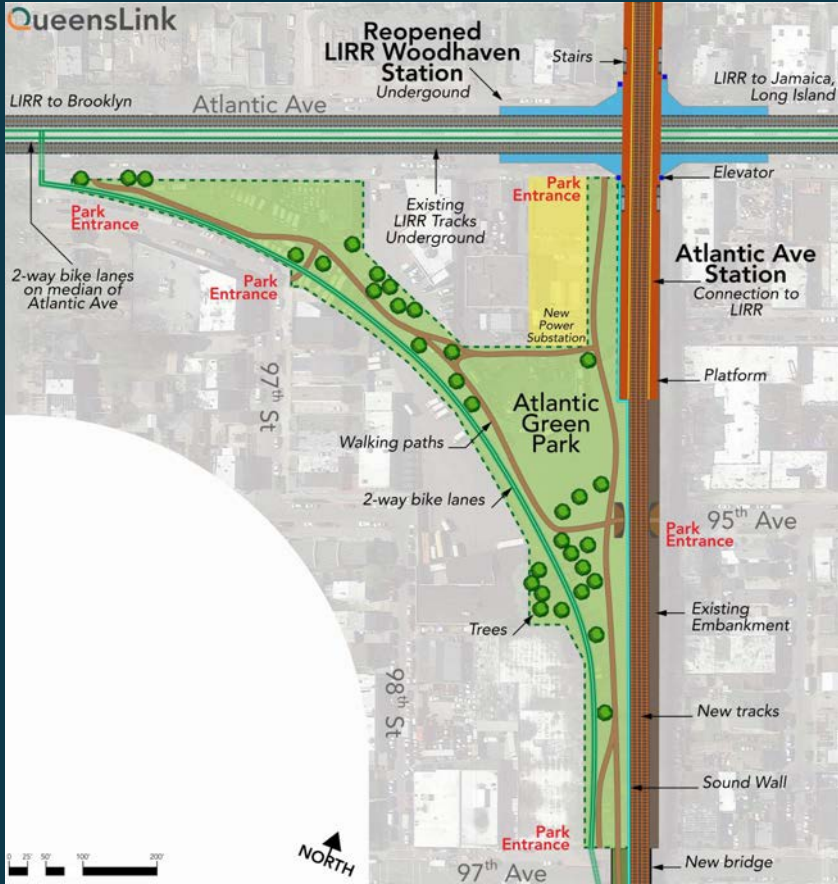 QueensLink
Reopened
LIRR Woodhaven
Station
Undergound
Stairs
LIRR to Jamaica,
Long Island
LIRR to Brooklyn
Atlantic Ave
Elevator
Park
Entrance
Park
Entrance
Existing
LIRR Tracks
Underground
2-way bike lanes
on median of
Atlantic Ave
Park
Entrance
Atlantic Ave
Station
Connection to
LIRR
New
Power
Substation
97th St
Platform
Atlantic
Green
Park
Walking paths
2-way bike lanes
95th Ave
Park
Entrance
Existing
Embankment
Trees
98th St
New tracks
Sound Wall
Park
Entrance
97th Ave
New bridge
NORTH
0 25' 50' 100' 200'